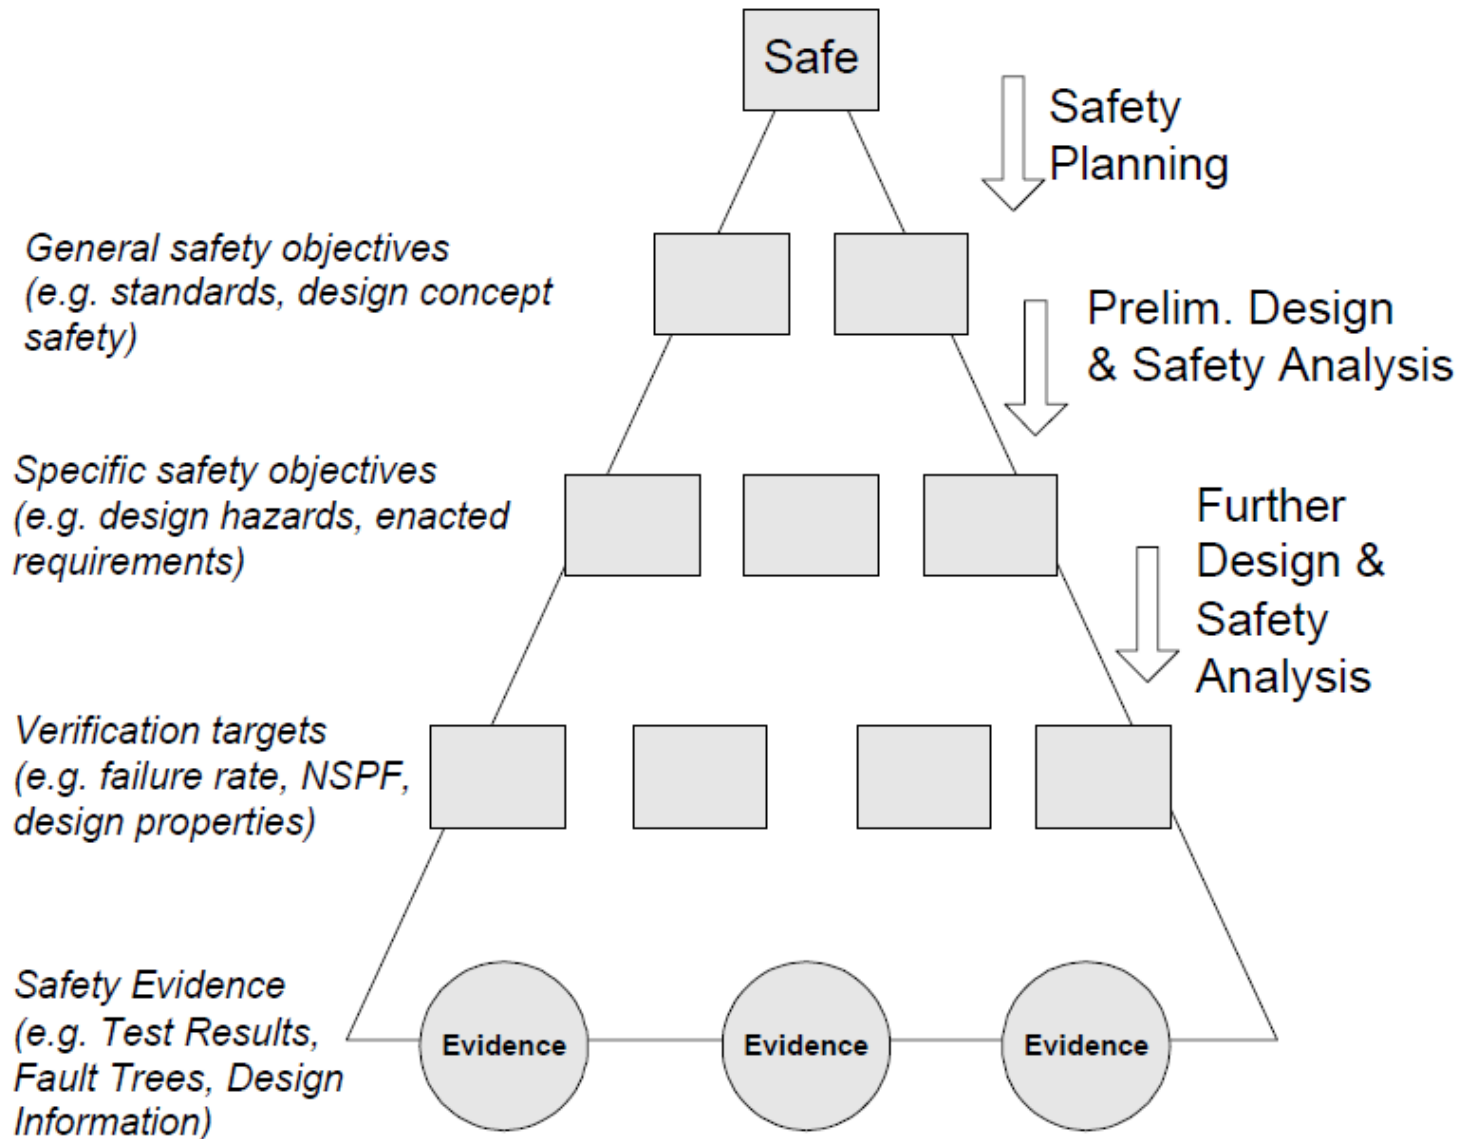 Safe
Safety
Planning
General safety objectives
(e.g. standards, design concept
safety)
Prelim. Design
& Safety Analysis
Specific safety objectives
(e.g. design hazards, enacted
requirements)
Further
Design &
Safety
Analysis
Verification targets
(e.g. failure rate, NSPF,
design properties)
Safety Evidence
(e.g. Test Results,
Fault Trees, Design
Information)
Evidence
Evidence
Evidence